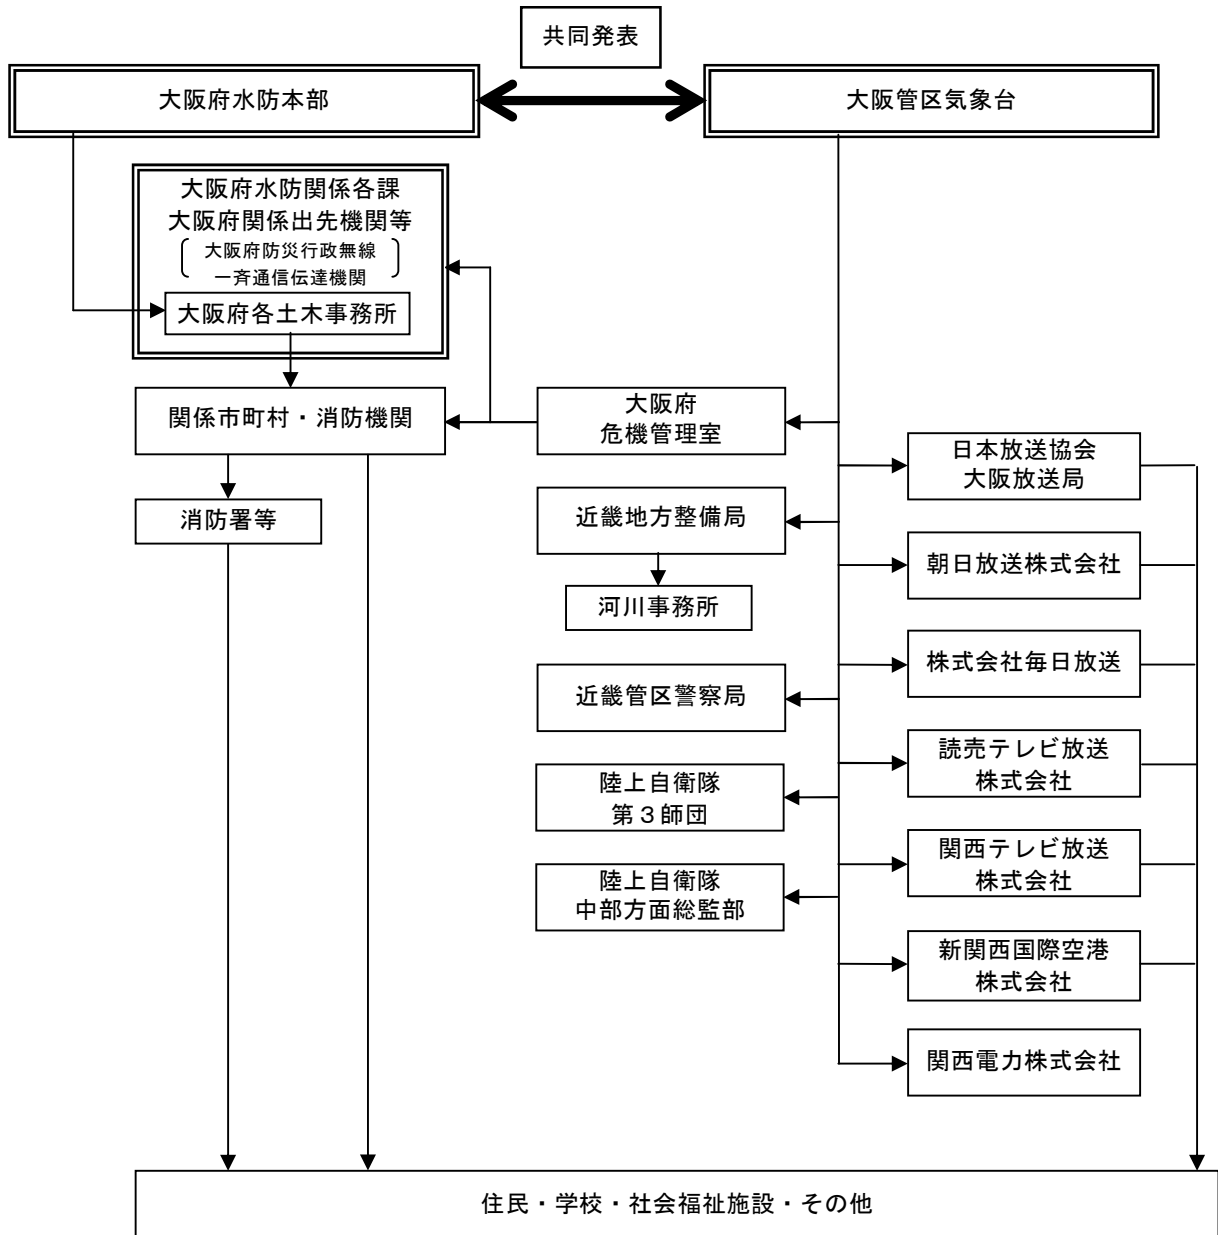 共同発表
大阪府水防本部
大阪管区気象台
大阪府水防関係各課
大阪府関係出先機関等
大阪府防災行政無線
一斉通信伝達機関
大阪府各土木事務所
関係市町村・消防機関
消防署等
大阪府
危機管理室
近畿地方整備局
河川事務所
近畿管区警察局
陸上自衛隊
第３師団
陸上自衛隊
中部方面総監部
日本放送協会
大阪放送局
朝日放送株式会社
株式会社毎日放送
読売テレビ放送
株式会社
関西テレビ放送
株式会社
新関西国際空港
株式会社
関西電力株式会社
住民・学校・社会福祉施設・その他